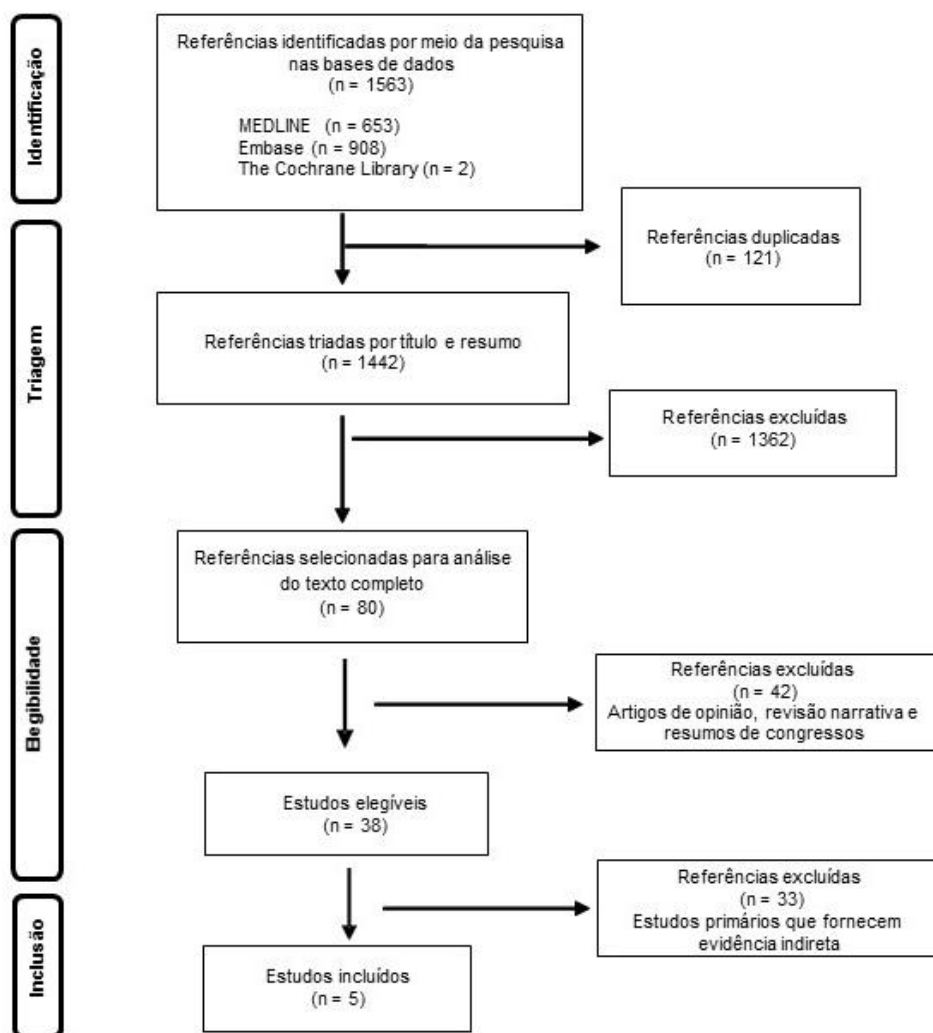 Identificação
Referências identificadas por meio da pesquisa
nas bases de dados
(n = 1563)
MEDLINE (n = 653)
Embase (n = 908)
The Cochrane Library (n = 2)
Triagem
Referências duplicadas
(n = 121)
Referências triadas por título e resumo
(n = 1442)
Referências excluídas
(n = 1362)
Elegibilidade
Referências selecionadas para análise
do texto completo
(n = 80)
Referências excluídas
(n = 42)
Artigos de opinião, revisão narrativa e
resumos de congressos
Estudos elegíveis
(n = 38)
Referências excluídas
(n = 33)
Estudos primários que fornecem
evidência indireta
Inclusão
Estudos incluídos
(n = 5)